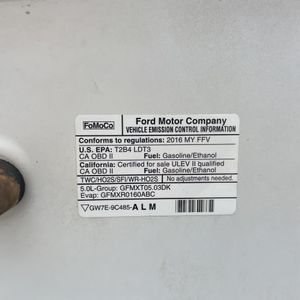 FoMoCo
Ford Motor Company
VEHICLE EMISSION CONTROL INFORMATION
Conforms to regulations: 2016 MY FFV
U.S. EPA: T2B4 LDT3
CA OBD II Fuel: Gasoline/Ethanol
California: Certified for sale ULEV II qualified
CA OBD II Fuel: Gasoline/Ethanol
TWC/HO2S/SFI/WR-HO2S No adjustments needed.
5.0L-Group: GFMXT05.03DK
Evap: GFMXR0160ABC
GW7E-9C485-A L M